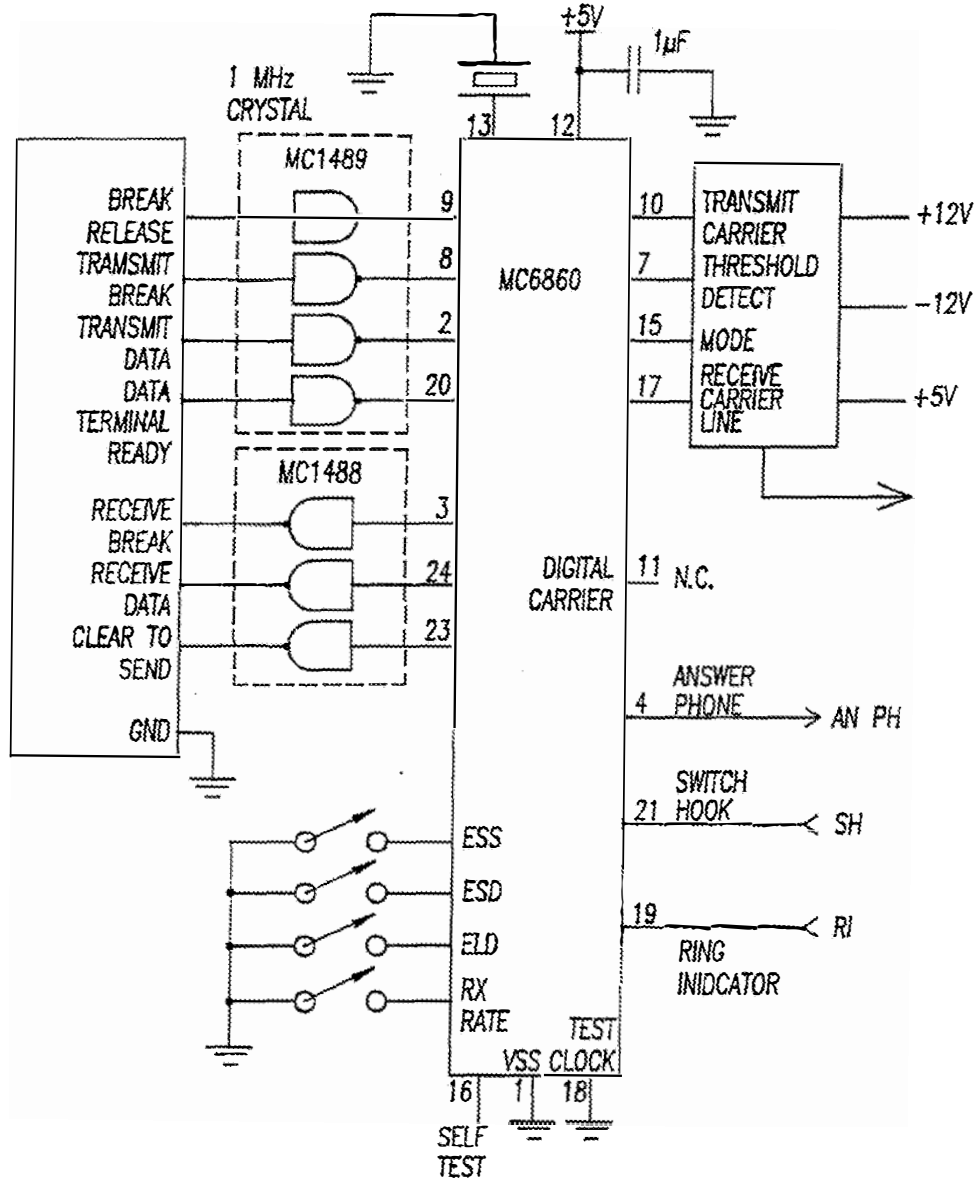 +5V
1µF
1 MHz
CRYSTAL
13
12
MC1489
BREAK
RELEASE
9
TRAMSMIT
BREAK
8
TRANSMIT
DATA
2
DATA
TERMINAL
READY
20
MC1488
RECEIVE
BREAK
3
RECEIVE
DATA
24
CLEAR TO
SEND
23
GND
MC6860
10
TRANSMIT
CARRIER
+12V
7
THRESHOLD
DETECT
-12V
15
MODE
17
RECEIVE
CARRIER
LINE
+5V
DIGITAL
CARRIER
11
N.C.
4
ANSWER
PHONE
AN PH
21
SWITCH
HOOK
SH
19
RI
RING
INIDCATOR
ESS
ESD
ELD
RX
RATE
TEST
VSS CLOCK
16
1
18
SELF
TEST